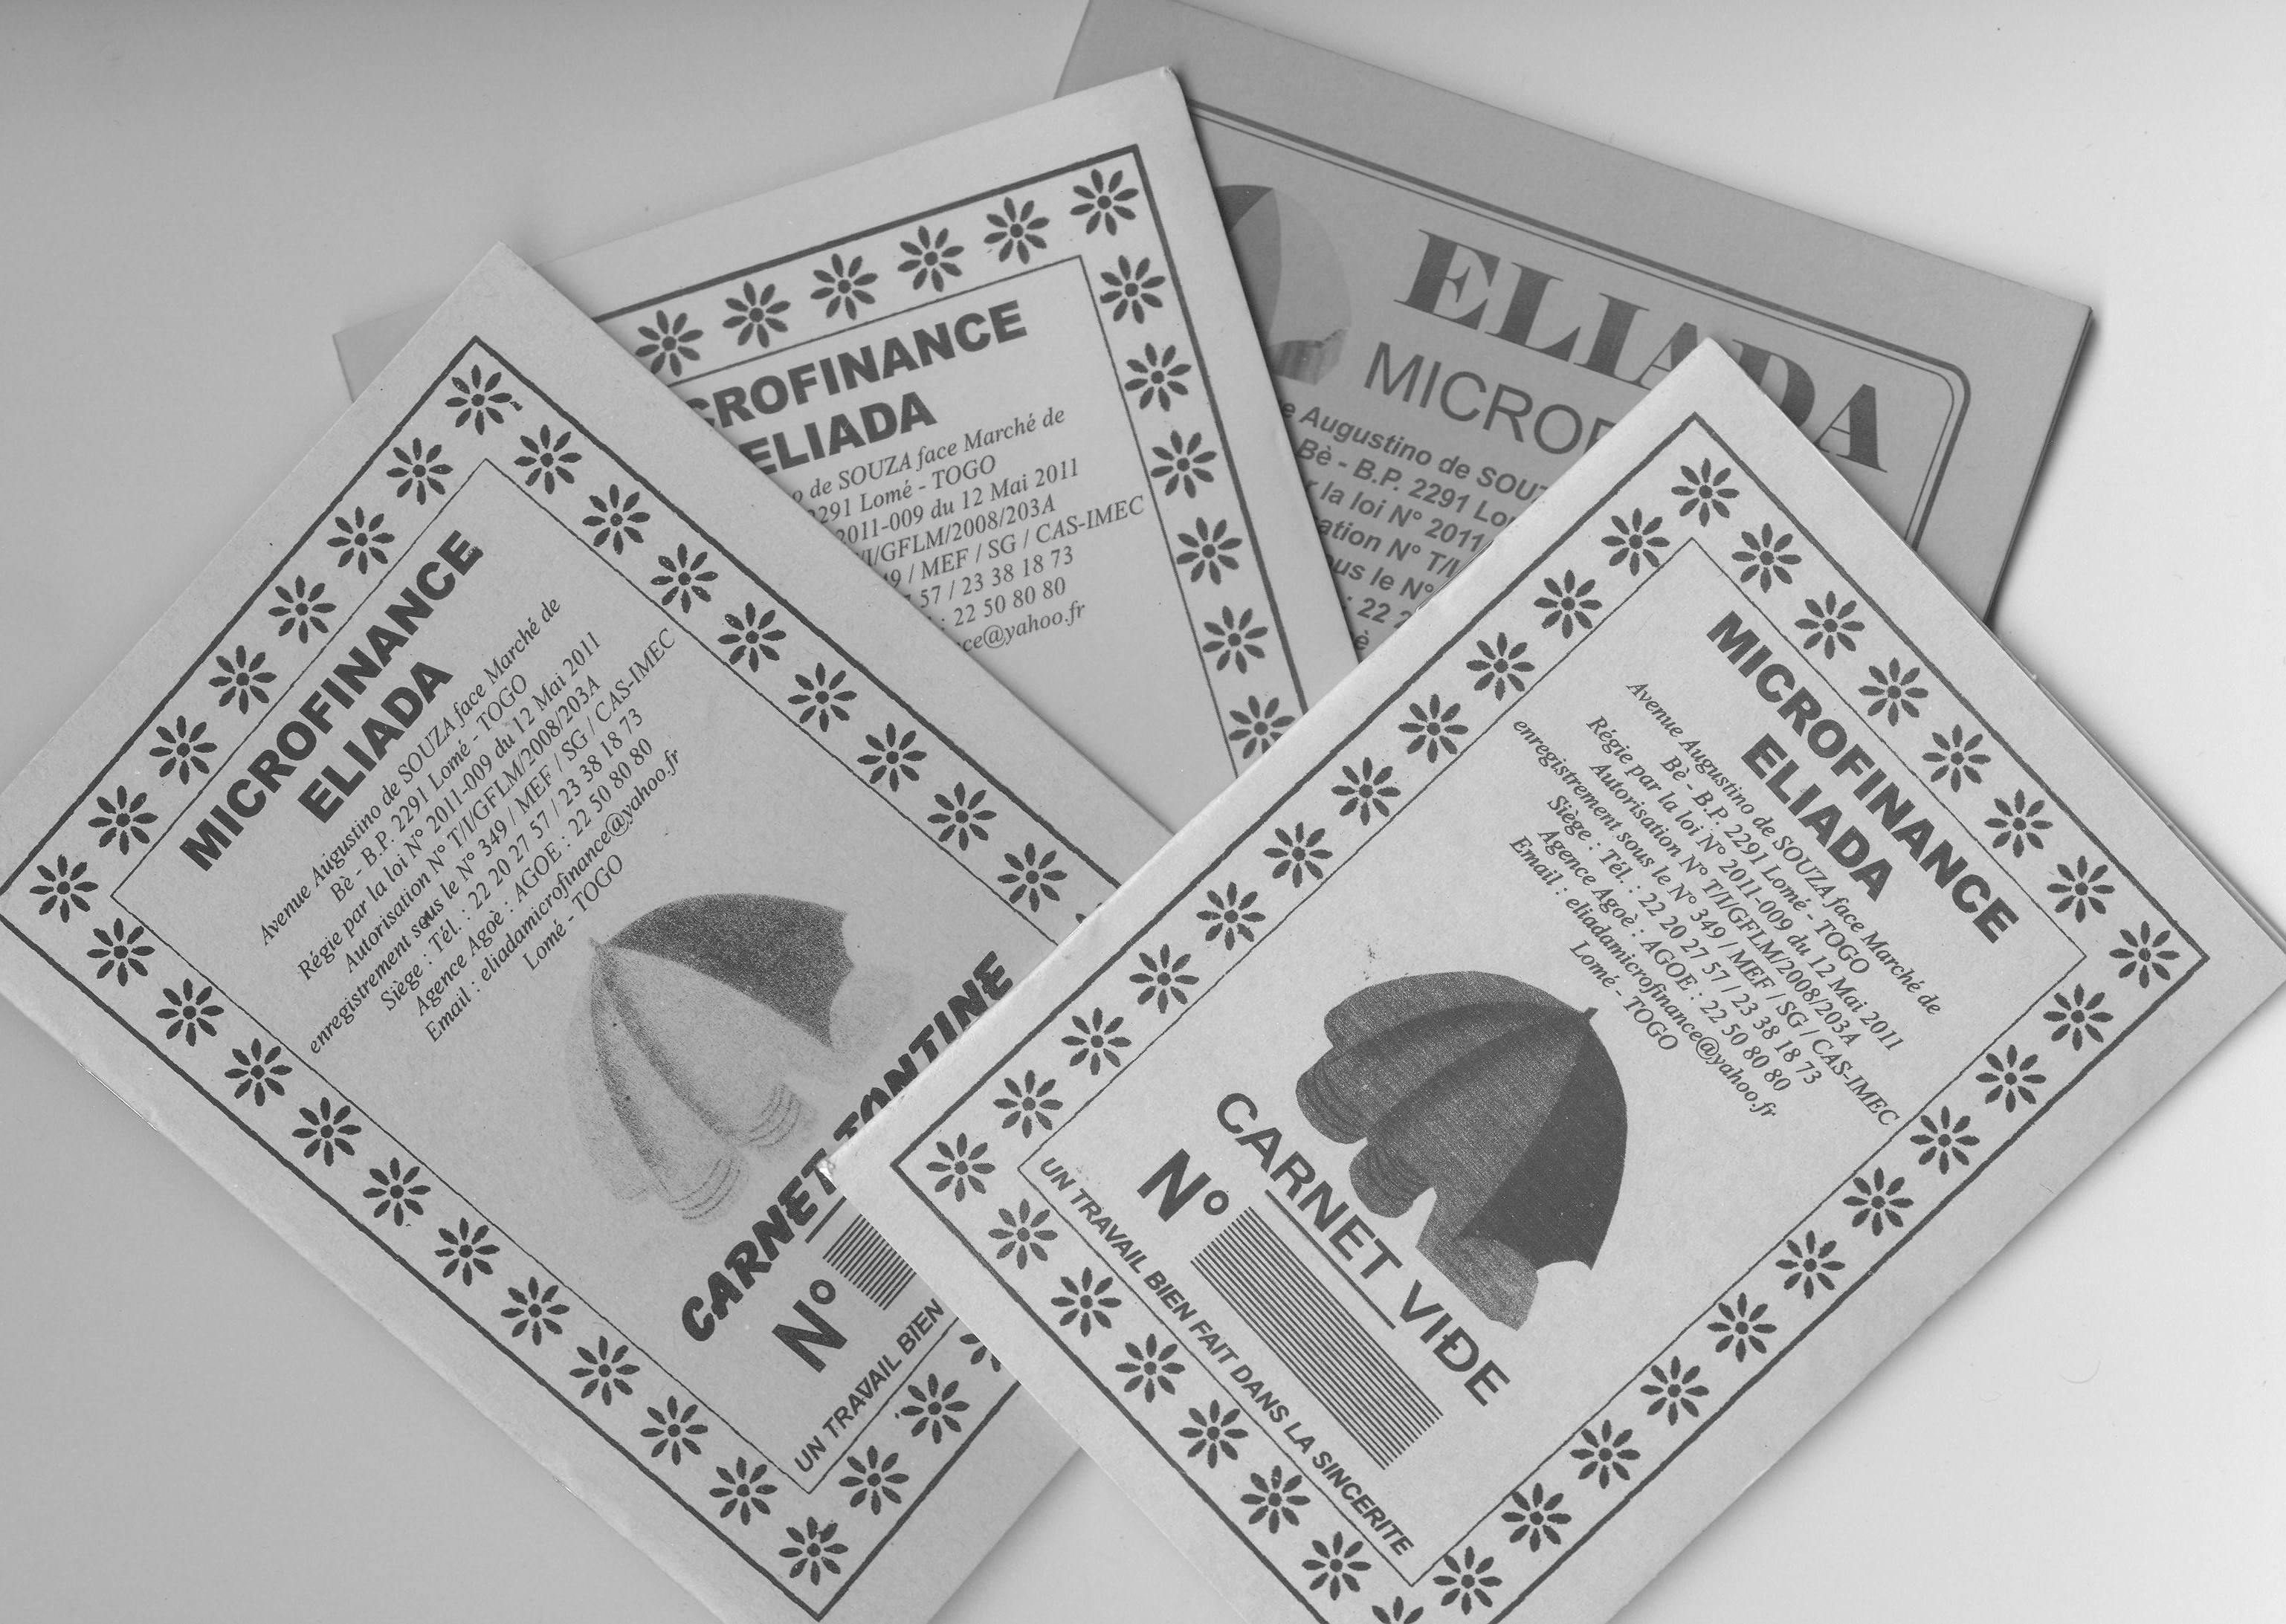 MICROFINANCE
ELIADA
Avenue Augustino de SOUZA face Marché de
Bè - B.P. 2291 Lomé - TOGO
Régie par la loi N° 2011-009 du 12 Mai 2011
Autorisation N° T/I/GFLM/2008/203A
enregistrement sous le N° 349 / MEF / SG / CAS-IMEC
Siège : Tél. : 22 20 27 57 / 23 38 18 73
Agence Agoè : AGOE : 22 50 80 80
Email : eliadamicrofinance@yahoo.fr
Lomé - TOGO
CARNET TONTINE
N°
UN TRAVAIL BIEN
CROFINANCE
ELIADA
de SOUZA face Marché de
2291 Lomé - TOGO
2011-009 du 12 Mai 2011
/I/GFLM/2008/203A
49 / MEF / SG / CAS-IMEC
57 / 23 38 18 73
: 22 50 80 80
ce@yahoo.fr
ELIADA
MICROF
Augustino de SOUZ
Bè - B.P. 2291 Lo
la loi N° 2011
ation N° T/I
ous le N°
: 22 2
MICROFINANCE
ELIADA
Avenue Augustino de SOUZA face Marché de
Bè - B.P. 2291 Lomé - TOGO
Régie par la loi N° 2011-009 du 12 Mai 2011
Autorisation N° T/I/GFLM/2008/203A
enregistrement sous le N° 349 / MEF / SG / CAS-IMEC
Siège : Tél. : 22 20 27 57 / 23 38 18 73
Agence Agoè : AGOE : 22 50 80 80
Email : eliadamicrofinance@yahoo.fr
Lomé - TOGO
CARNET VIDE
N°
UN TRAVAIL BIEN FAIT DANS LA SINCERITE